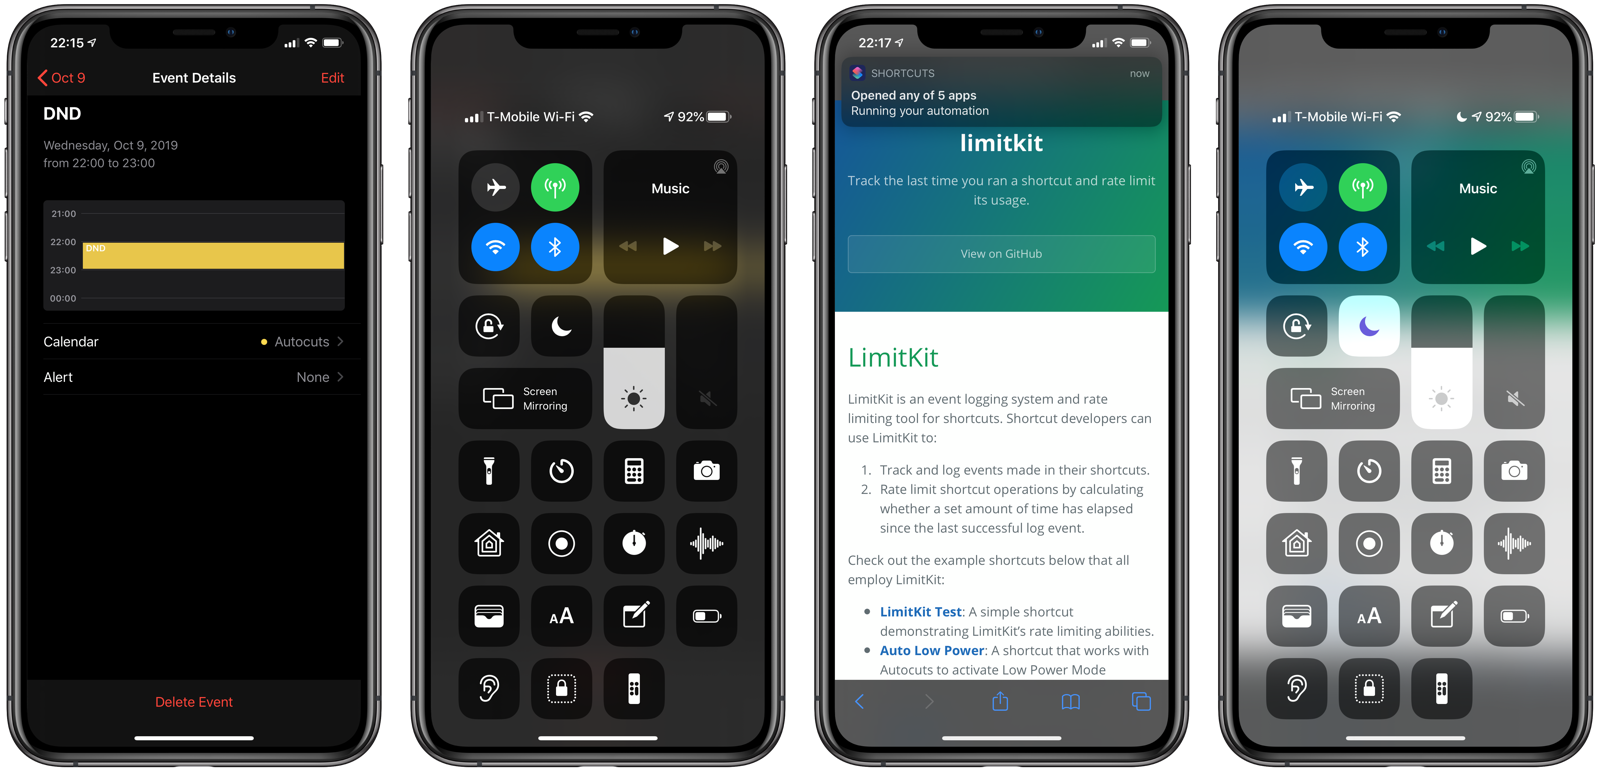 22:15
Oct 9
Event Details
Edit
DND
Wednesday, Oct 9, 2019
from 22:00 to 23:00
21:00
22:00
DND
23:00
00:00
Calendar
Autocuts
Alert
None
Delete Event
T-Mobile Wi-Fi
92%
Music
Screen
Mirroring
AA
22:17
SHORTCUTS
now
Opened any of 5 apps
Running your automation
limitkit
Track the last time you ran a shortcut and rate limit
its usage.
View on GitHub
LimitKit
LimitKit is an event logging system and rate
limiting tool for shortcuts. Shortcut developers can
use LimitKit to:
1. Track and log events made in their shortcuts.
2. Rate limit shortcut operations by calculating
whether a set amount of time has elapsed
since the last successful log event.
Check out the example shortcuts below that all
employ LimitKit:
• LimitKit Test: A simple shortcut
demonstrating LimitKit's rate limiting abilities.
• Auto Low Power: A shortcut that works with
Autocuts to activate Low Power Mode
T-Mobile Wi-Fi
92%
Music
Screen
Mirroring
AA